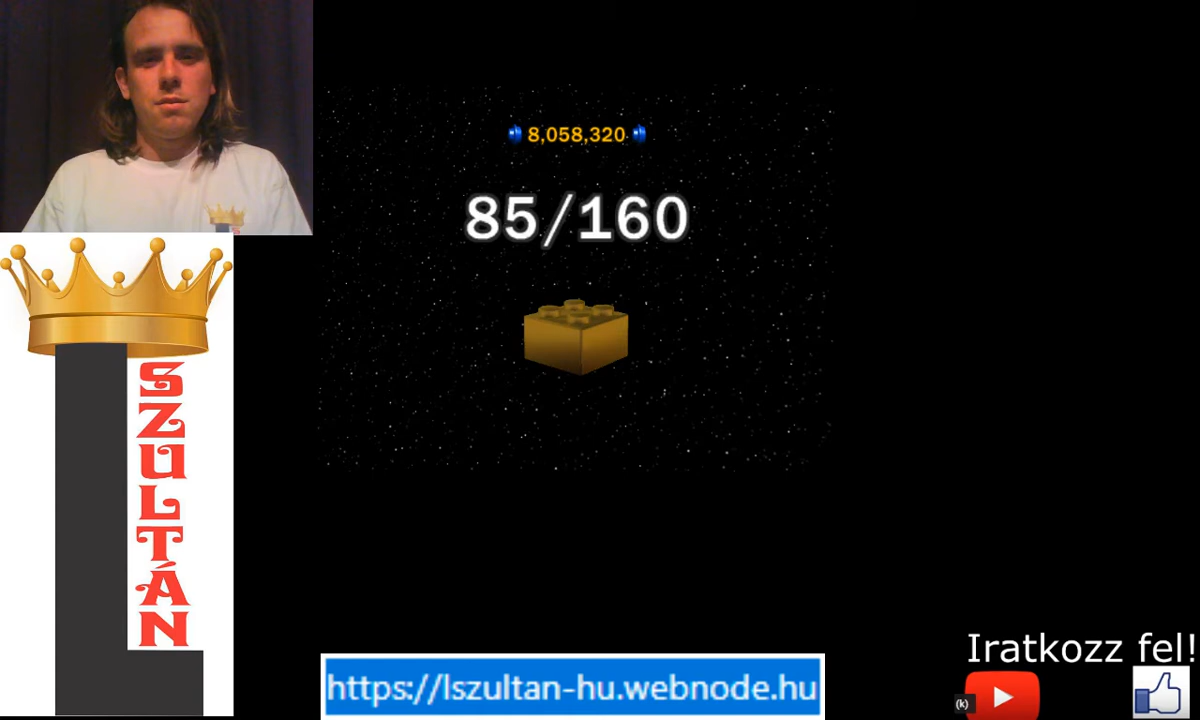 8,058,320
85/160
L
SZULTÁN
https://lszultan-hu.webnode.hu
Iratkozz fel!
(k)